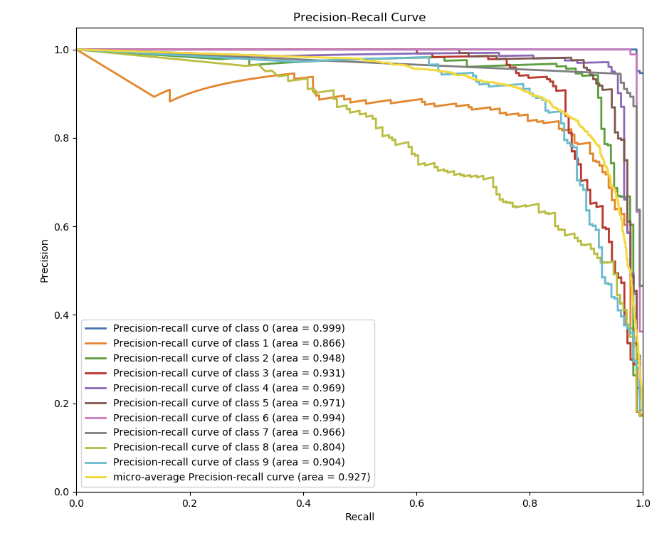 Precision-Recall Curve
1.0
0.8
0.6
0.4
0.2
0.0
Precision
Precision-recall curve of class 0 (area = 0.999)
Precision-recall curve of class 1 (area = 0.866)
Precision-recall curve of class 2 (area = 0.948)
Precision-recall curve of class 3 (area = 0.931)
Precision-recall curve of class 4 (area = 0.969)
Precision-recall curve of class 5 (area = 0.971)
Precision-recall curve of class 6 (area = 0.994)
Precision-recall curve of class 7 (area = 0.966)
Precision-recall curve of class 8 (area = 0.804)
Precision-recall curve of class 9 (area = 0.904)
micro-average Precision-recall curve (area = 0.927)
0.0 0.2 0.4 0.6 0.8 1.0
Recall